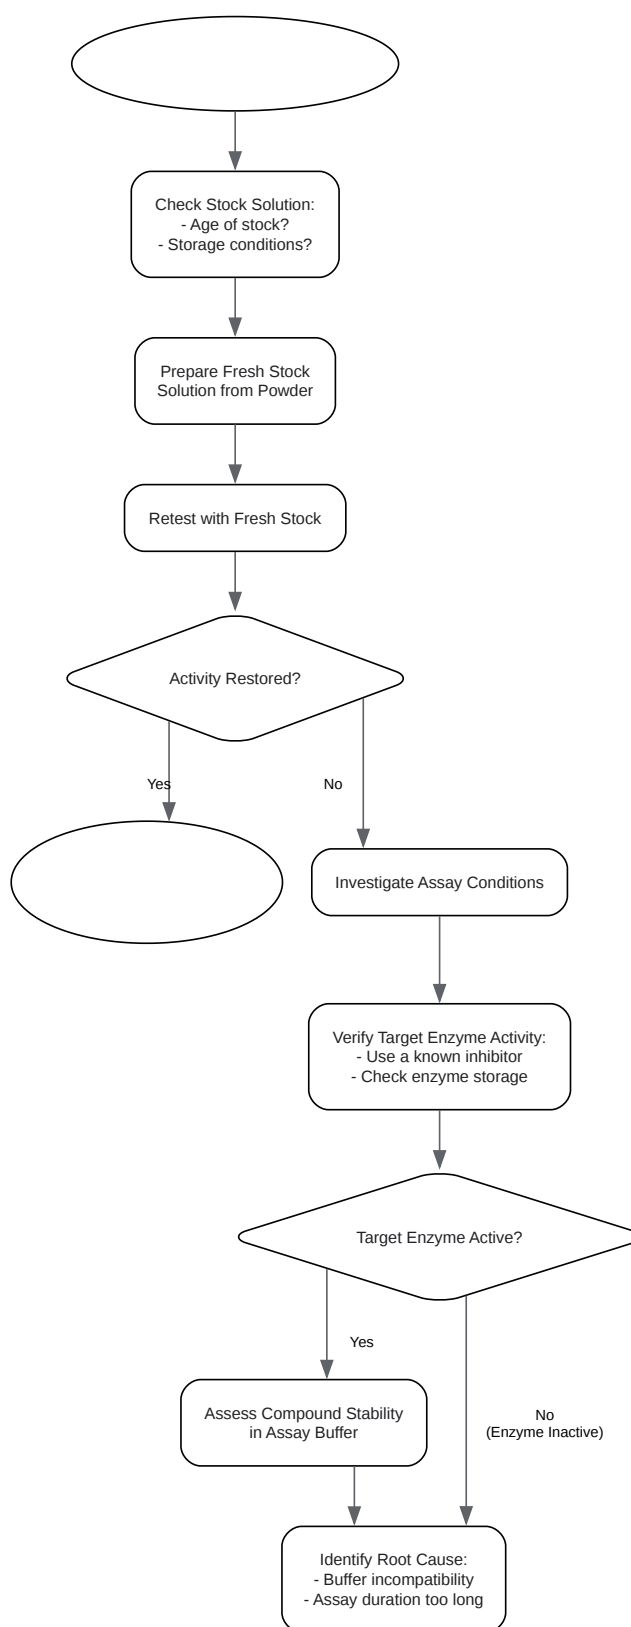 Check Stock Solution:
- Age of stock?
- Storage conditions?
Prepare Fresh Stock
Solution from Powder
Retest with Fresh Stock
Activity Restored?
Yes
No
Investigate Assay Conditions
Verify Target Enzyme Activity:
- Use a known inhibitor
- Check enzyme storage
Target Enzyme Active?
Yes
Assess Compound Stability
in Assay Buffer
No
(Enzyme Inactive)
Identify Root Cause:
- Buffer incompatibility
- Assay duration too long